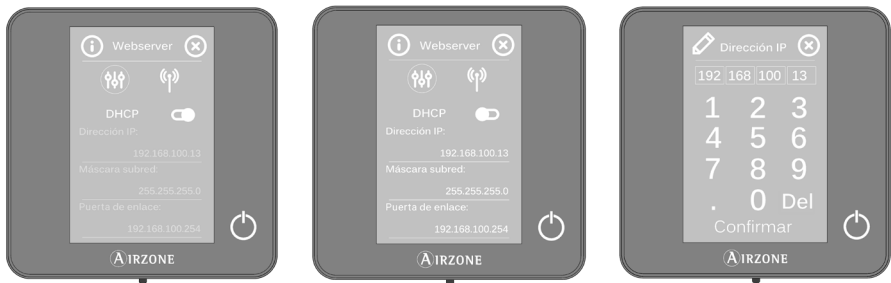 Webserver
DHCP
Dirección IP:
192.168.100.13
Máscara subred:
255.255.255.0
Puerta de enlace:
192.168.100.254
AIRZONE
Webserver
DHCP
Dirección IP:
192.168.100.13
Máscara subred:
255.255.255.0
Puerta de enlace:
192.168.100.254
AIRZONE
Dirección IP
192 168 100 13
1 2 3
4 5 6
7 8 9
. 0 Del
Confirmar
AIRZONE